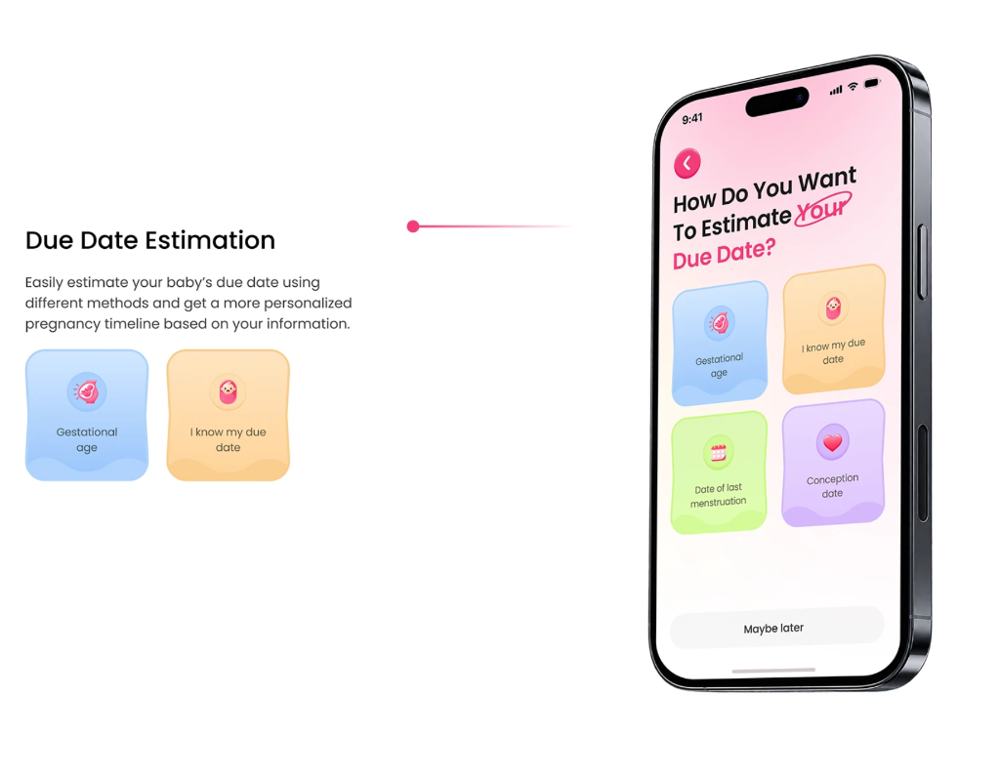 Due Date Estimation
Easily estimate your baby's due date using
different methods and get a more personalized
pregnancy timeline based on your information.
Gestational
age
I know my due
date
9:41
How Do You Want
To Estimate Your
Due Date?
Gestational
age
I know my due
date
Date of last
menstruation
Conception
date
Maybe later